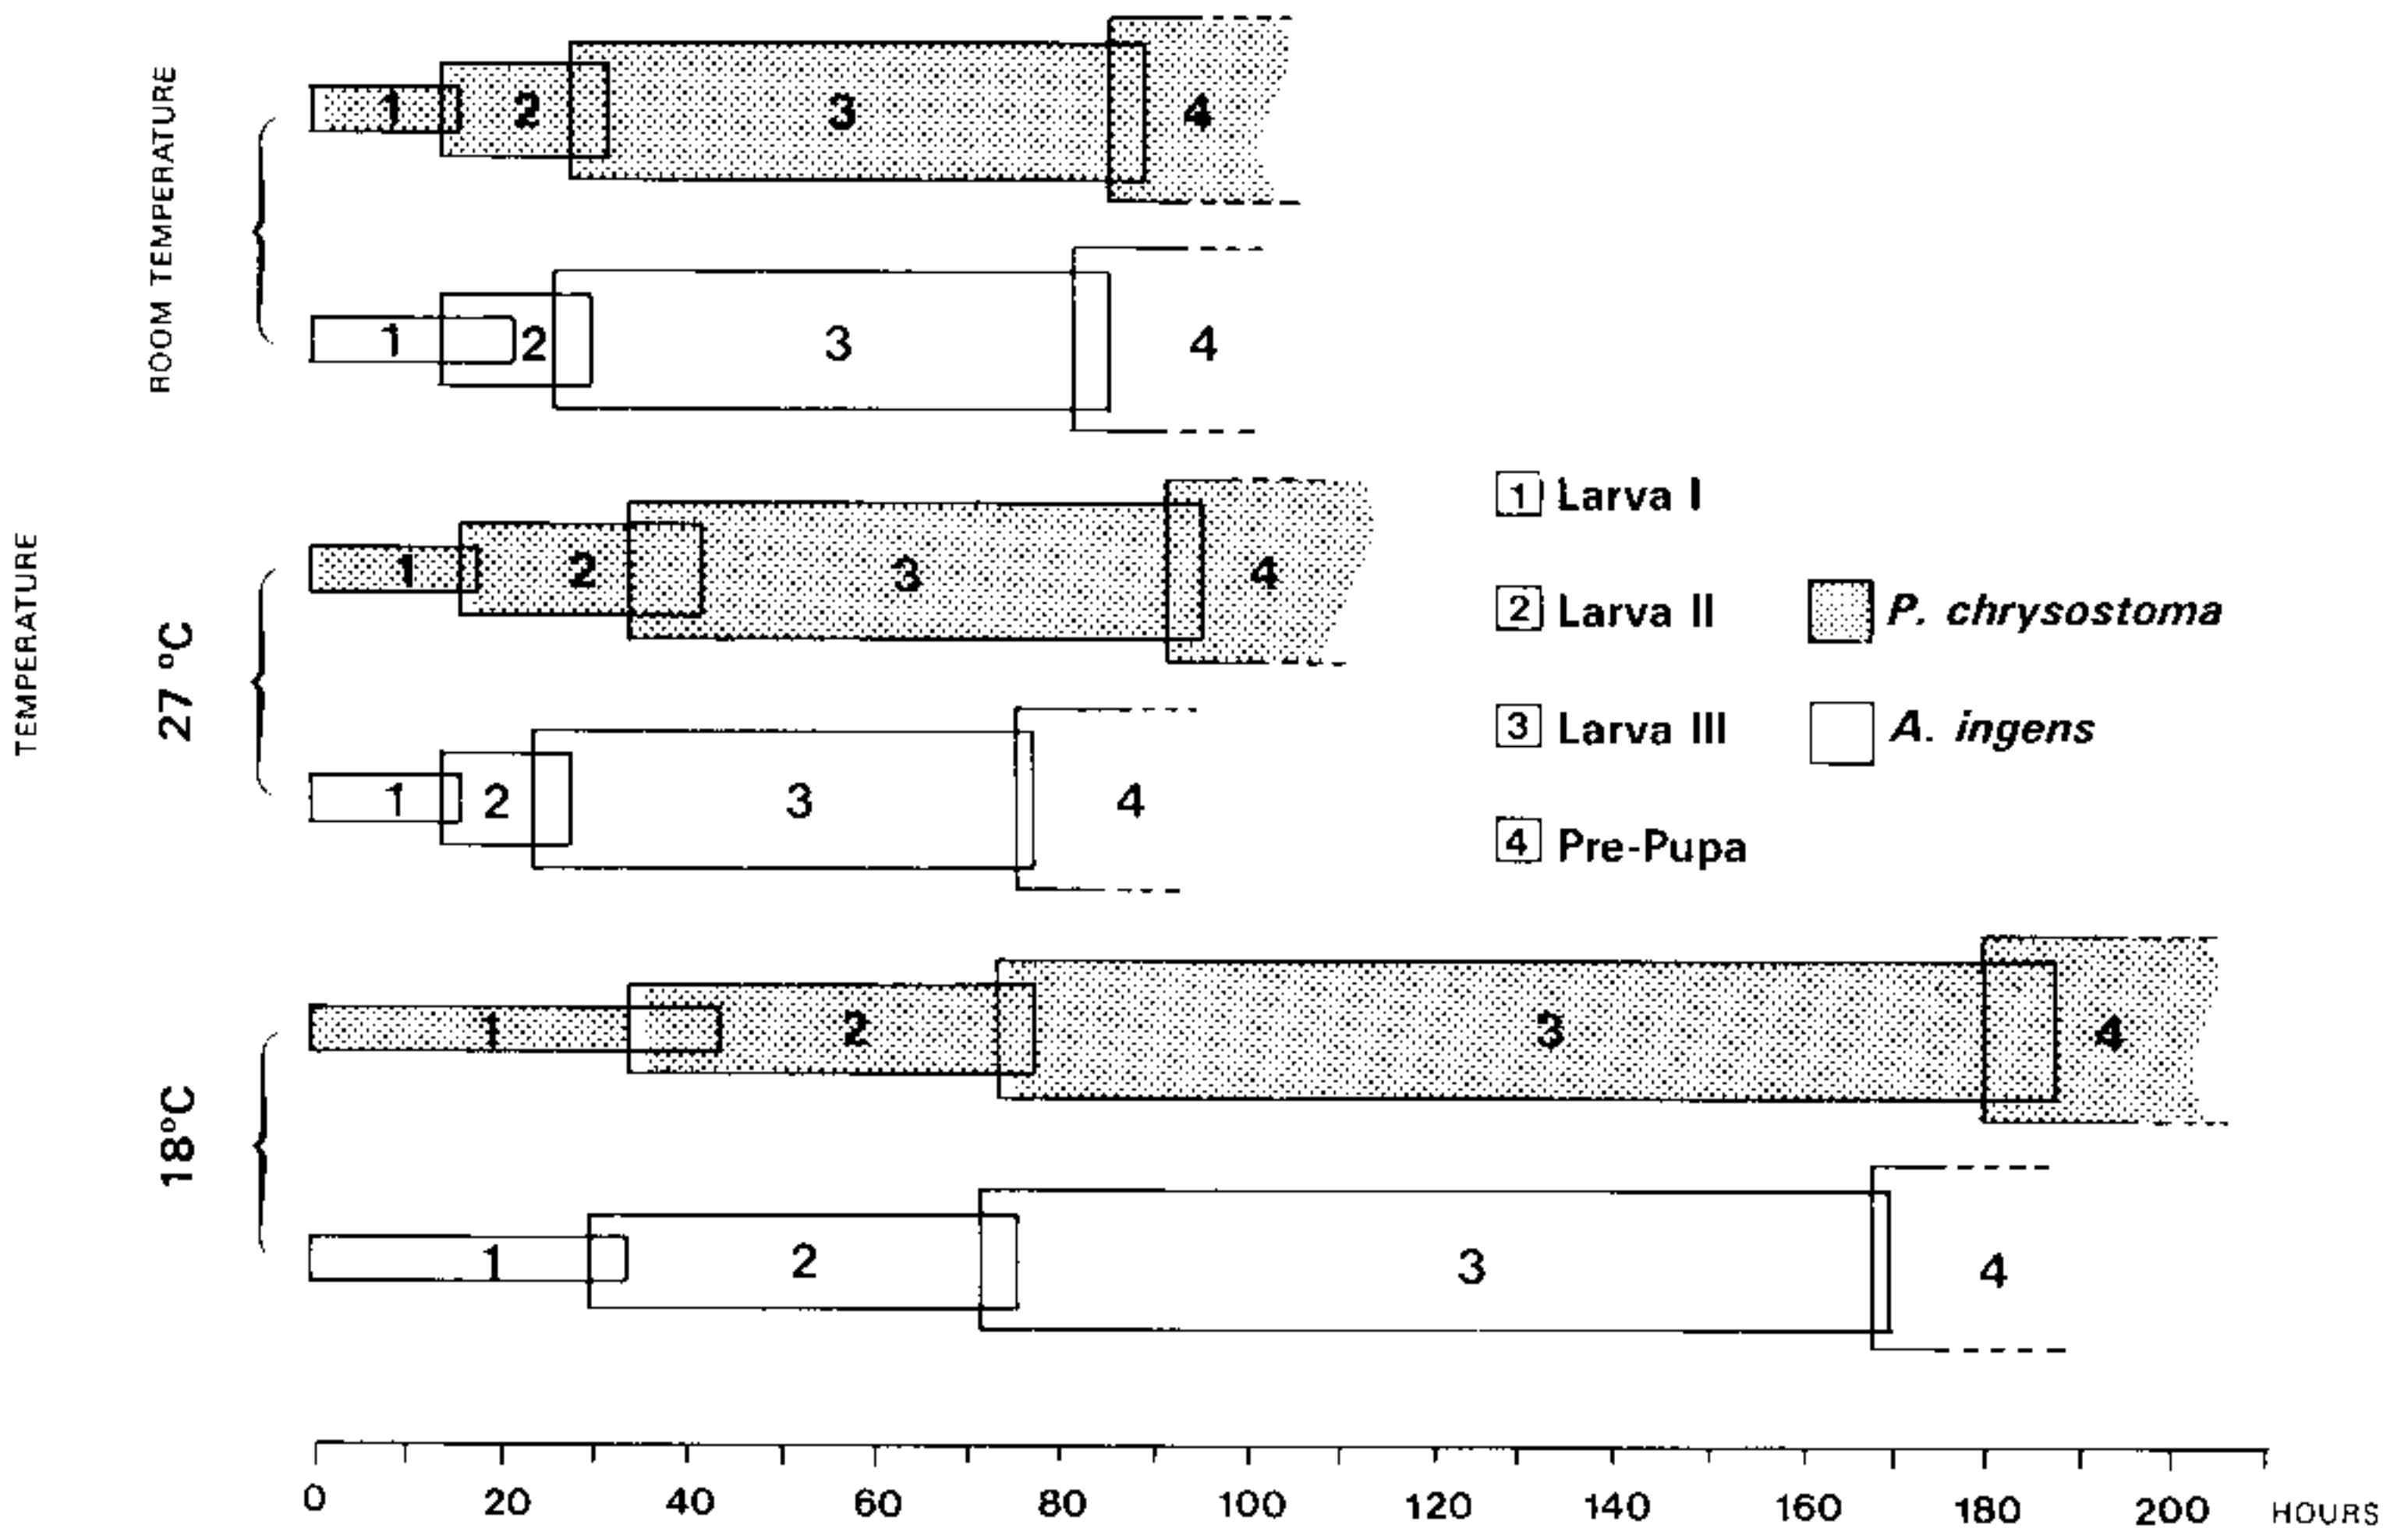 TEMPERATURE
ROOM TEMPERATURE
1 2 3 4
1 2 3 4
27 ºC
1 2 3 4
1 2 3 4
18ºC
1 2 3 4
1 2 3 4
1 Larva I
2 Larva II
3 Larva III
4 Pre-Pupa
P. chrysostoma
A. ingens
0 20 40 60 80 100 120 140 160 180 200 HOURS